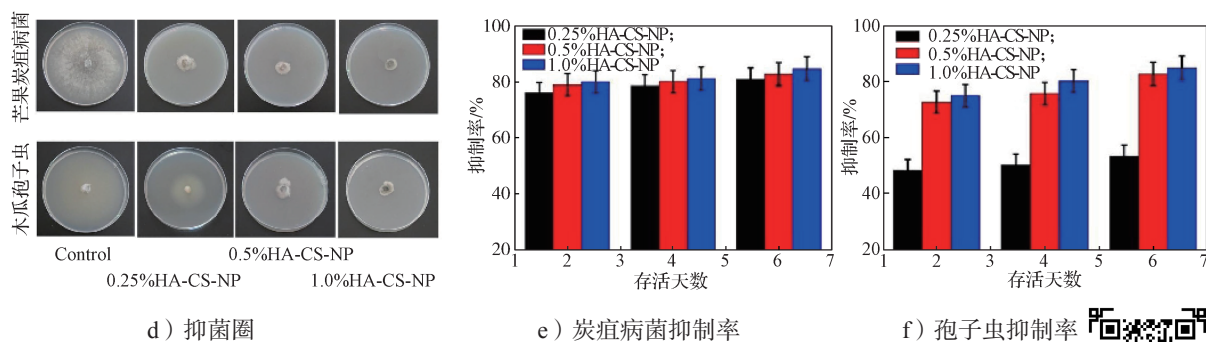 芒果炭疽病菌
木瓜孢子虫
Control
0.5%HA-CS-NP
0.25%HA-CS-NP
1.0%HA-CS-NP
d）抑菌圈
抑制率/%
100
80
60
40
20
0.25%HA-CS-NP；
0.5%HA-CS-NP；
1.0%HA-CS-NP
1 2 3 4 5 6 7
存活天数
e）炭疽病菌抑制率
抑制率/%
100
80
60
40
20
0.25%HA-CS-NP；
0.5%HA-CS-NP；
1.0%HA-CS-NP
1 2 3 4 5 6 7
存活天数
f）孢子虫抑制率